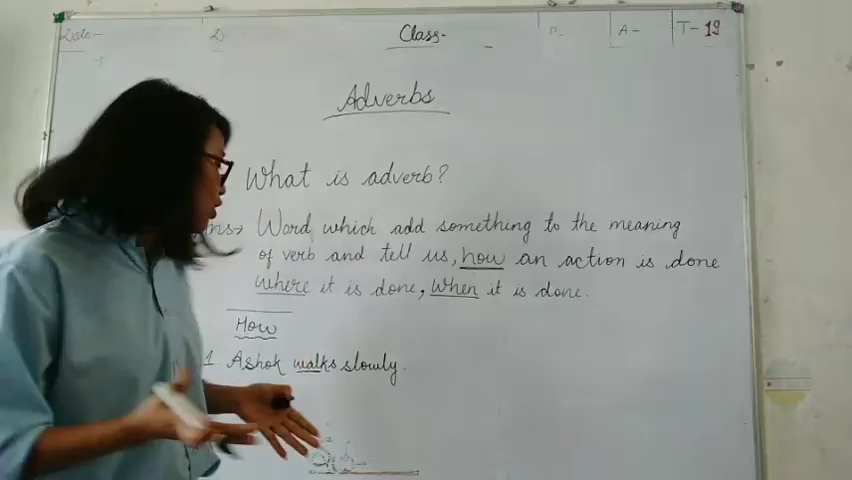 Date- D Class- P- A- T- 19
Adverbs
What is adverb?
ns→ Word which add something to the meaning
of verb and tell us, how an action is done
where it is done, when it is done.
How
1. Ashok walks slowly.